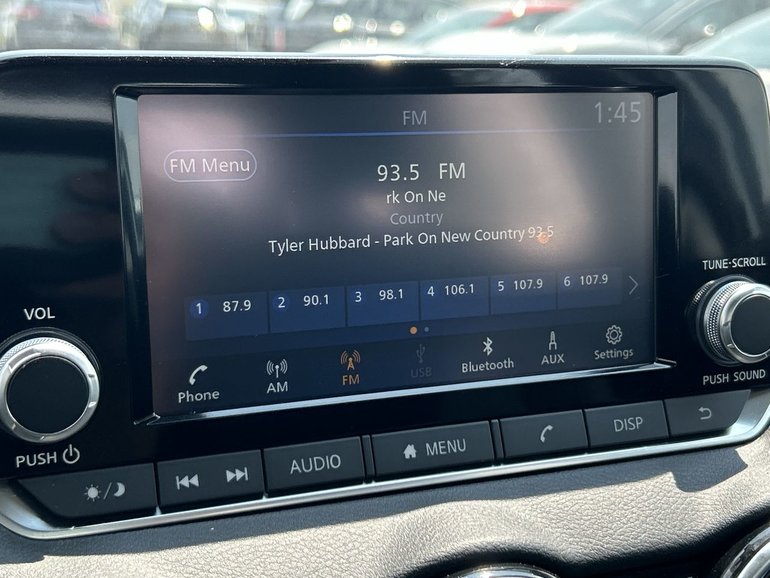 FM 1:45
FM Menu
93.5 FM
rk On Ne
Country
Tyler Hubbard - Park On New Country 93.5
1 87.9 2 90.1 3 98.1 4 106.1 5 107.9 6 107.9
Phone AM FM USB Bluetooth AUX Settings
VOL
PUSH
TUNE·SCROLL
PUSH SOUND
AUDIO MENU DISP